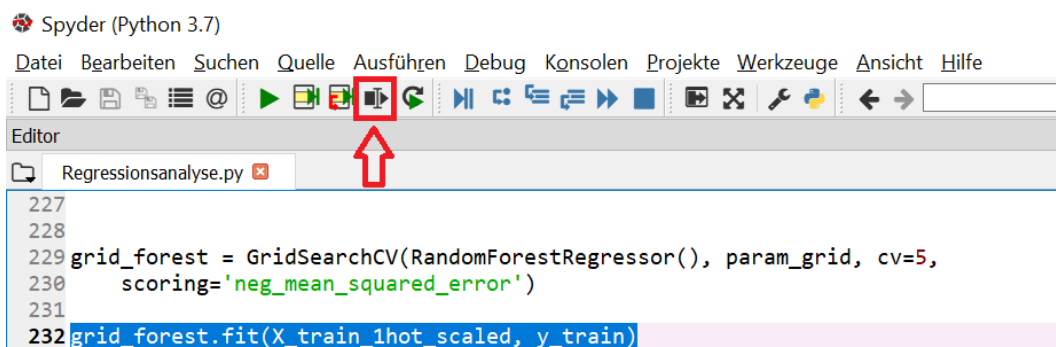 Spyder (Python 3.7)
Datei Bearbeiten Suchen Quelle Ausführen Debug Konsolen Projekte Werkzeuge Ansicht Hilfe
@
Editor
Regressionsanalyse.py
227
228
229 grid_forest = GridSearchCV(RandomForestRegressor(), param_grid, cv=5,
230     scoring='neg_mean_squared_error')
231
232 grid_forest.fit(X_train_1hot_scaled, y_train)